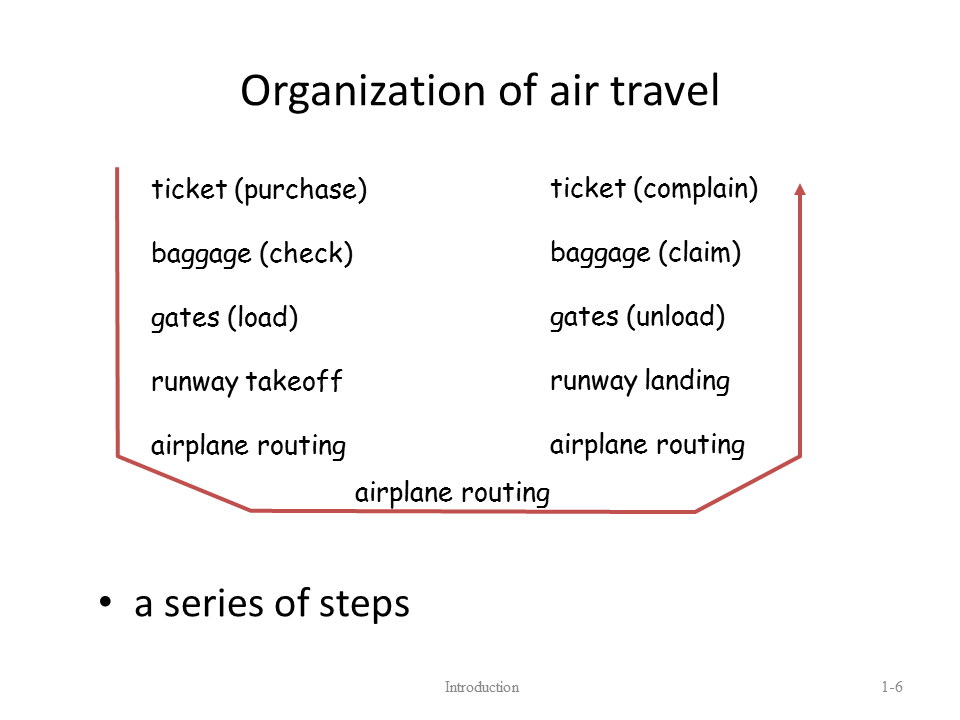 Organization of air travel
ticket (purchase)
baggage (check)
gates (load)
runway takeoff
airplane routing
ticket (complain)
baggage (claim)
gates (unload)
runway landing
airplane routing
airplane routing
• a series of steps
Introduction
1-6